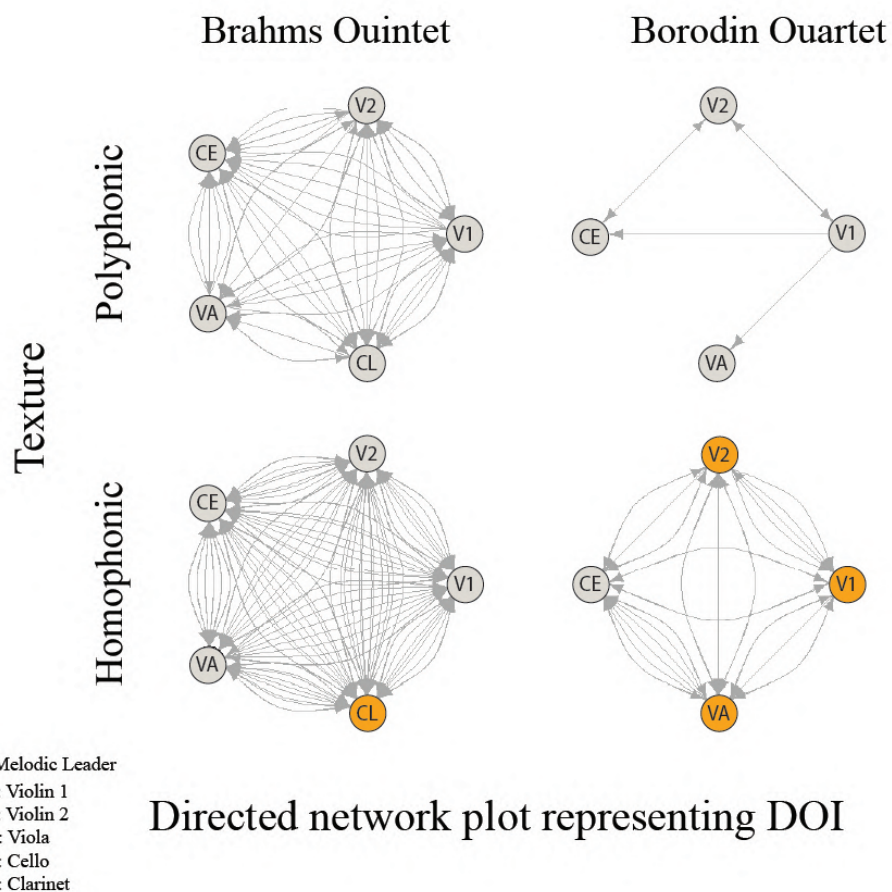 Brahms Ouintet
Borodin Ouartet
Texture
Polyphonic
V2
CE
V1
VA
CL
V2
CE
V1
VA
Homophonic
V2
CE
V1
VA
CL
V2
CE
V1
VA
Melodic Leader
: Violin 1
: Violin 2
: Viola
: Cello
: Clarinet
Directed network plot representing DOI